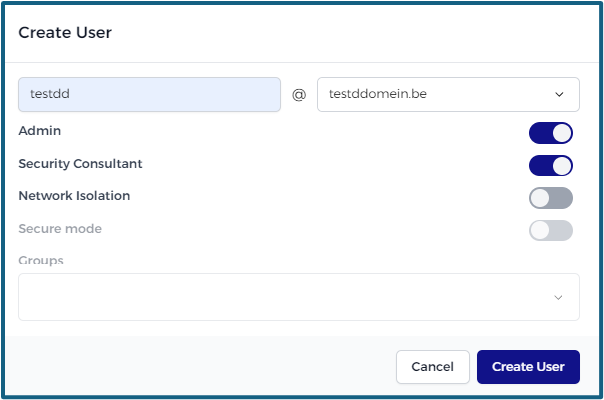 Create User
testdd @ testddomein.be
Admin
Security Consultant
Network Isolation
Secure mode
Groups
Cancel Create User